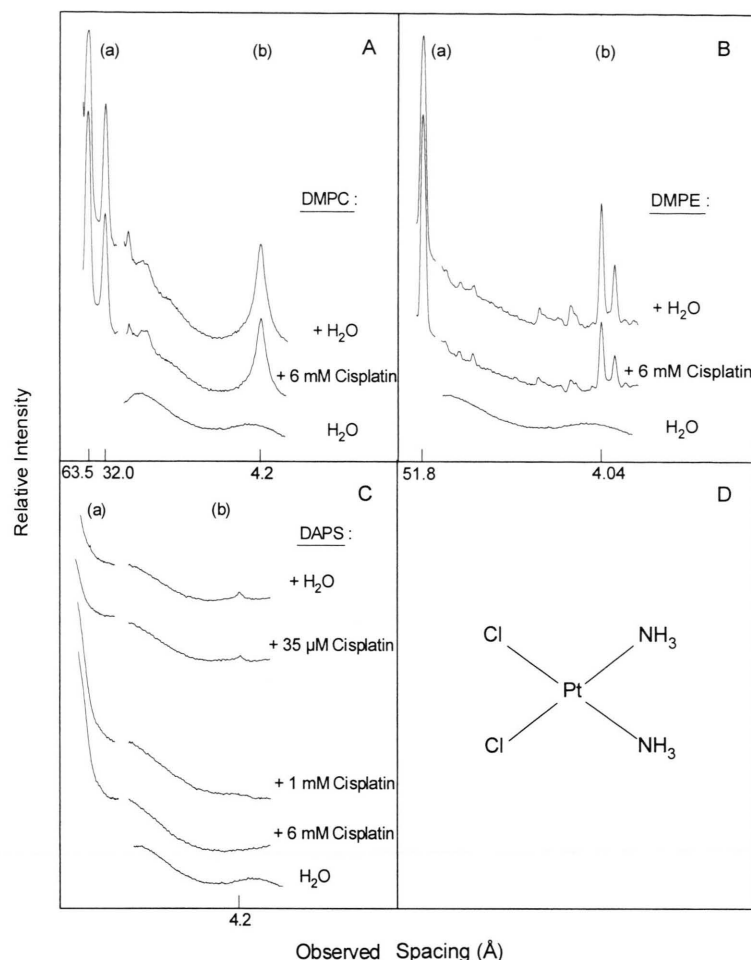 Relative Intensity
(a)
(b)
A
DMPC :
+ H₂O
+ 6 mM Cisplatin
H₂O
63.5
32.0
4.2
(a)
(b)
B
DMPE :
+ H₂O
+ 6 mM Cisplatin
H₂O
51.8
4.04
C
(a)
(b)
DAPS :
+ H₂O
+ 35 µM Cisplatin
+ 1 mM Cisplatin
+ 6 mM Cisplatin
H₂O
4.2
D
Cl
NH₃
Pt
Cl
NH₃
Observed Spacing (Å)